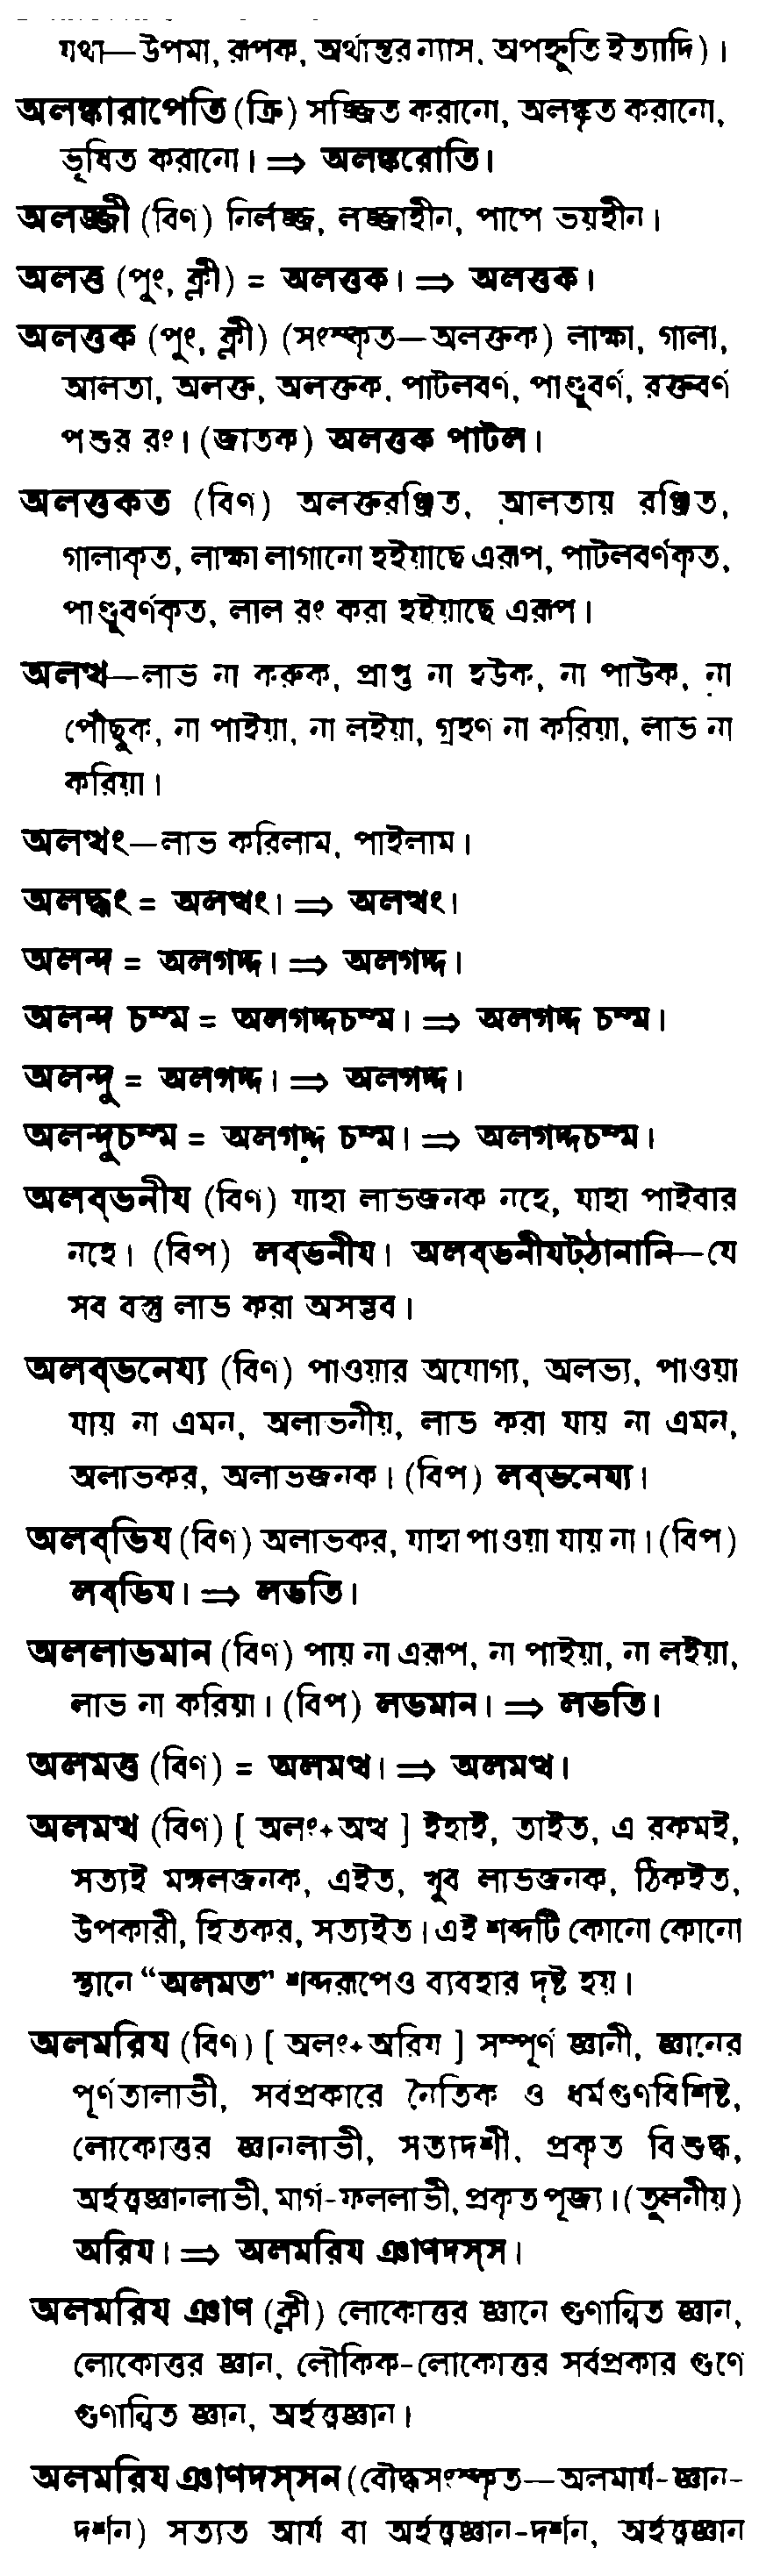 যথা—উপমা, রূপক, অর্থান্তর ন্যাস, অপহ্নুতি ইত্যাদি)।
অলঙ্কারাপেতি (ক্রি) সজ্জিত করানো, অলঙ্কৃত করানো,
ভূষিত করানো। ⇒ অলঙ্করোতি।
অলজ্জী (বিণ) নির্লজ্জ, লজ্জাহীন, পাপে ভয়হীন।
অলত্ত (পুং, ক্লী) = অলত্তক। ⇒ অলত্তক।
অলত্তক (পুং, ক্লী) (সংস্কৃত—অলক্তক) লাক্ষা, গালা,
আলতা, অলক্ত, অলক্তক, পাটলবর্ণ, পাণ্ডুবর্ণ, রক্তবর্ণ
পশুর রং। (জাতক) অলত্তক পাটল।
অলত্তকত (বিণ) অলক্তরঞ্জিত, আলতায় রঞ্জিত,
গালাকৃত, লাক্ষা লাগানো হইয়াছে এরূপ, পাটলবর্ণকৃত,
পাণ্ডুবর্ণকৃত, লাল রং করা হইয়াছে এরূপ।
অলত্থ—লাভ না করুক, প্রাপ্ত না হউক, না পাউক, না
পৌঁছুক, না পাইয়া, না লইয়া, গ্রহণ না করিয়া, লাভ না
করিয়া।
অলত্থং—লাভ করিলাম, পাইলাম।
অলদ্ধং = অলত্থং। ⇒ অলত্থং।
অলন্দ = অলগদ্দ। ⇒ অলগদ্দ।
অলন্দ চম্ম = অলগদ্দচম্ম। ⇒ অলগদ্দ চম্ম।
অলন্দু = অলগদ্দ। ⇒ অলগদ্দ।
অলন্দুচম্ম = অলগদ্দ চম্ম। ⇒ অলগদ্দচম্ম।
অলব্ভনীয (বিণ) যাহা লাভজনক নহে, যাহা পাইবার
নহে। (বিপ) লব্ভনীয। অলব্ভনীযট্ঠানানি—যে
সব বস্তু লাভ করা অসম্ভব।
অলব্ভনেয্য (বিণ) পাওয়ার অযোগ্য, অলভ্য, পাওয়া
যায় না এমন, অলাভনীয়, লাভ করা যায় না এমন,
অলাভকর, অলাভজনক। (বিপ) লব্ভনেয্য।
অলব্ভিয (বিণ) অলাভকর, যাহা পাওয়া যায় না। (বিপ)
লব্ভিয। ⇒ লভতি।
অললাভমান (বিণ) পায় না এরূপ, না পাইয়া, না লইয়া,
লাভ না করিয়া। (বিপ) লভমান। ⇒ লভতি।
অলমত্ত (বিণ) = অলমত্থ। ⇒ অলমত্থ।
অলমত্থ (বিণ) [ অলং+অত্থ ] ইহাই, তাইত, এ রকমই,
সত্যই মঙ্গলজনক, এইত, খুব লাভজনক, ঠিকইত,
উপকারী, হিতকর, সত্যইত। এই শব্দটি কোনো কোনো
স্থানে “অলমত” শব্দরূপেও ব্যবহার দৃষ্ট হয়।
অলমরিয (বিণ) [ অলং+অরিয ] সম্পূর্ণ জ্ঞানী, জ্ঞানের
পূর্ণতালাভী, সর্বপ্রকারে নৈতিক ও ধর্মগুণবিশিষ্ট,
লোকোত্তর জ্ঞানলাভী, সত্যদর্শী, প্রকৃত বিশুদ্ধ,
অর্হত্বজ্ঞানলাভী, মার্গ-ফললাভী, প্রকৃত পূজ্য। (তুলনীয়)
অরিয। ⇒ অলমরিয ঞাণদস্স।
অলমরিয ঞাণ (ক্লী) লোকোত্তর জ্ঞানে গুণান্বিত জ্ঞান,
লোকোত্তর জ্ঞান, লৌকিক-লোকোত্তর সর্বপ্রকার গুণে
গুণান্বিত জ্ঞান, অর্হত্বজ্ঞান।
অলমরিয ঞাণদস্সন (বৌদ্ধসংস্কৃত—অলমার্য-জ্ঞান-
দর্শন) সত্যত আর্য বা অর্হত্বজ্ঞান-দর্শন, অর্হত্বজ্ঞান